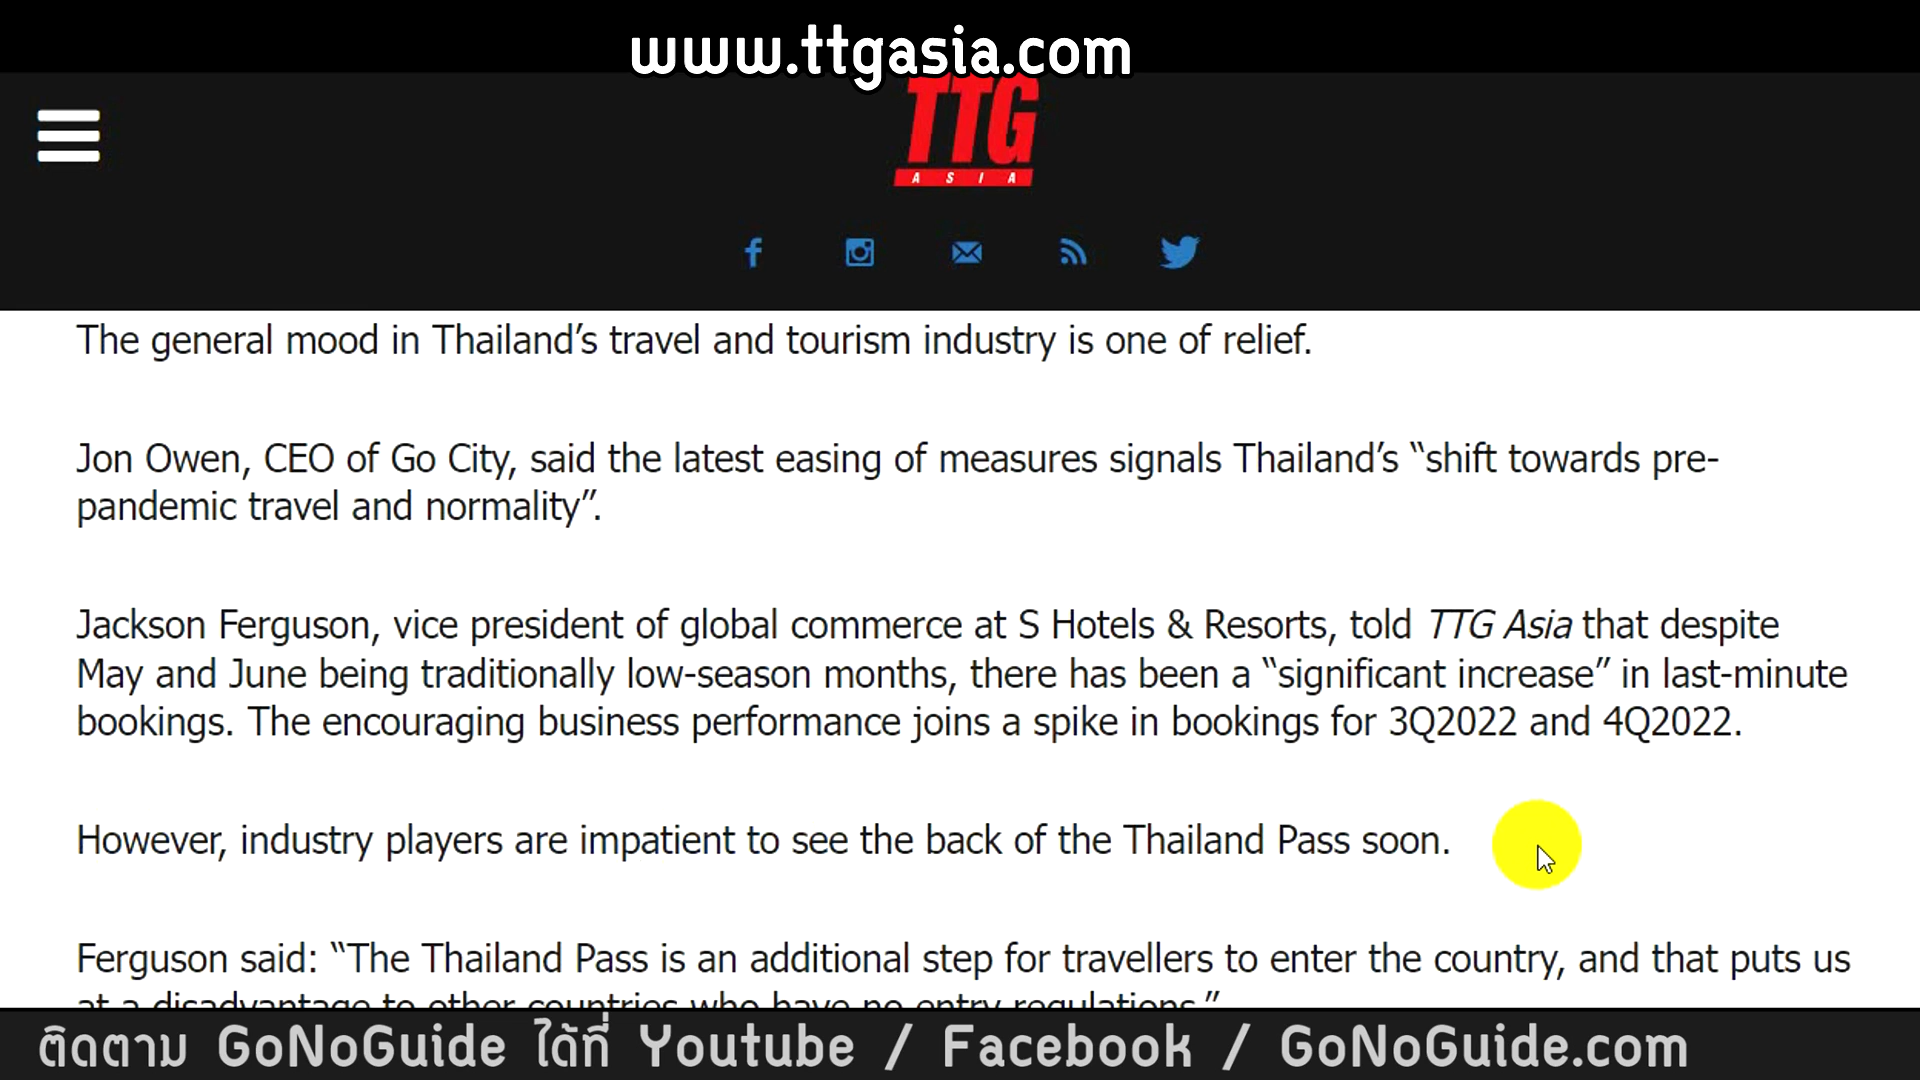 www.ttgasia.com
TTG
ASIA
The general mood in Thailand’s travel and tourism industry is one of relief.
Jon Owen, CEO of Go City, said the latest easing of measures signals Thailand’s “shift towards pre-
pandemic travel and normality”.
Jackson Ferguson, vice president of global commerce at S Hotels & Resorts, told TTG Asia that despite
May and June being traditionally low-season months, there has been a “significant increase” in last-minute
bookings. The encouraging business performance joins a spike in bookings for 3Q2022 and 4Q2022.
However, industry players are impatient to see the back of the Thailand Pass soon.
Ferguson said: “The Thailand Pass is an additional step for travellers to enter the country, and that puts us
at a disadvantage to other countries who have no entry regulations.”
ติดตาม GoNoGuide ได้ที่ Youtube / Facebook / GoNoGuide.com